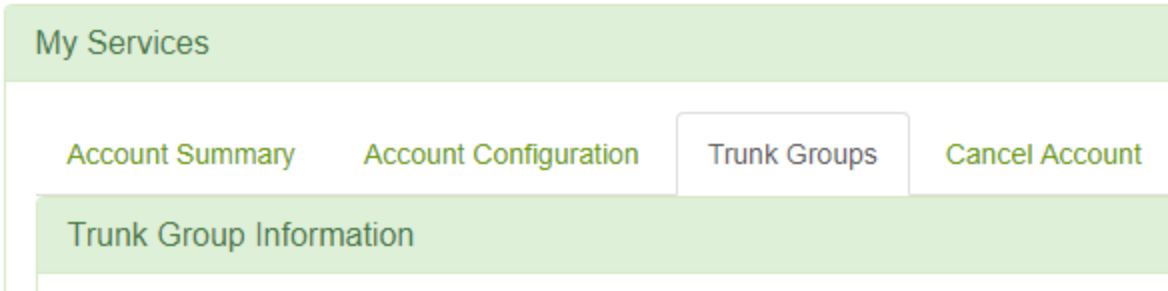 My Services
Account Summary Account Configuration Trunk Groups Cancel Account
Trunk Group Information